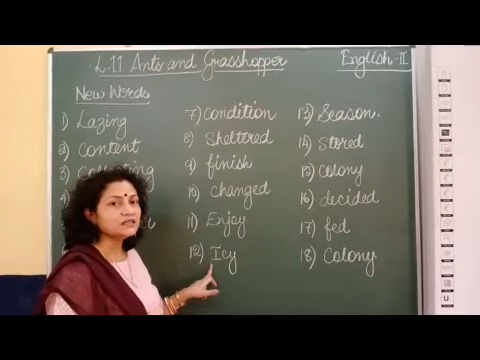 L.11 Ants and Grasshopper
English-II
New Words
1) Lazing
2) Content
3) Collecting
4)
7) Condition
8) Sheltered
9) finish
10) changed
11) Enjoy
12) Icy
13) Season.
14) Stored
15) Colony
16) decided
17) fed
18) Colony
U